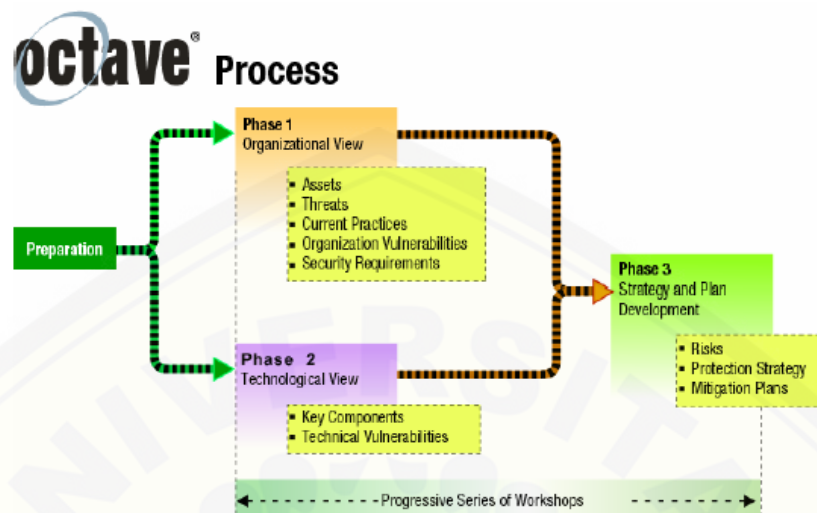 octave® Process
Phase 1
Organizational View
▪ Assets
▪ Threats
▪ Current Practices
▪ Organization Vulnerabilities
▪ Security Requirements
Preparation
Phase 3
Strategy and Plan
Development
▪ Risks
▪ Protection Strategy
▪ Mitigation Plans
Phase 2
Technological View
▪ Key Components
▪ Technical Vulnerabilities
Progressive Series of Workshops
UNIVERSITA